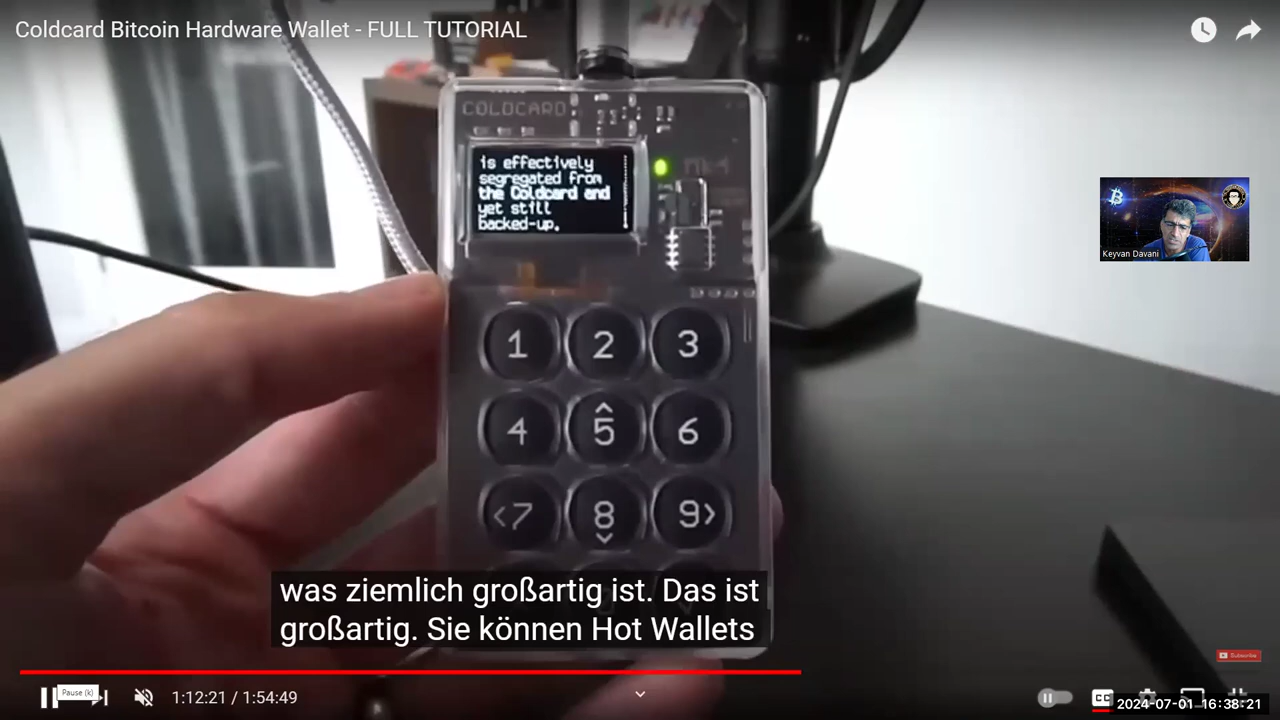 Coldcard Bitcoin Hardware Wallet - FULL TUTORIAL
COLDCARD
is effectively
segregated from
the Coldcard and
yet still
backed-up.
Keyvan Davani
1 2 3
4 5 6
7 8 9
was ziemlich großartig ist. Das ist
großartig. Sie können Hot Wallets
Subscribe
Pause (k)
1:12:21 / 1:54:49
CC
2024-07-01 16:38:21